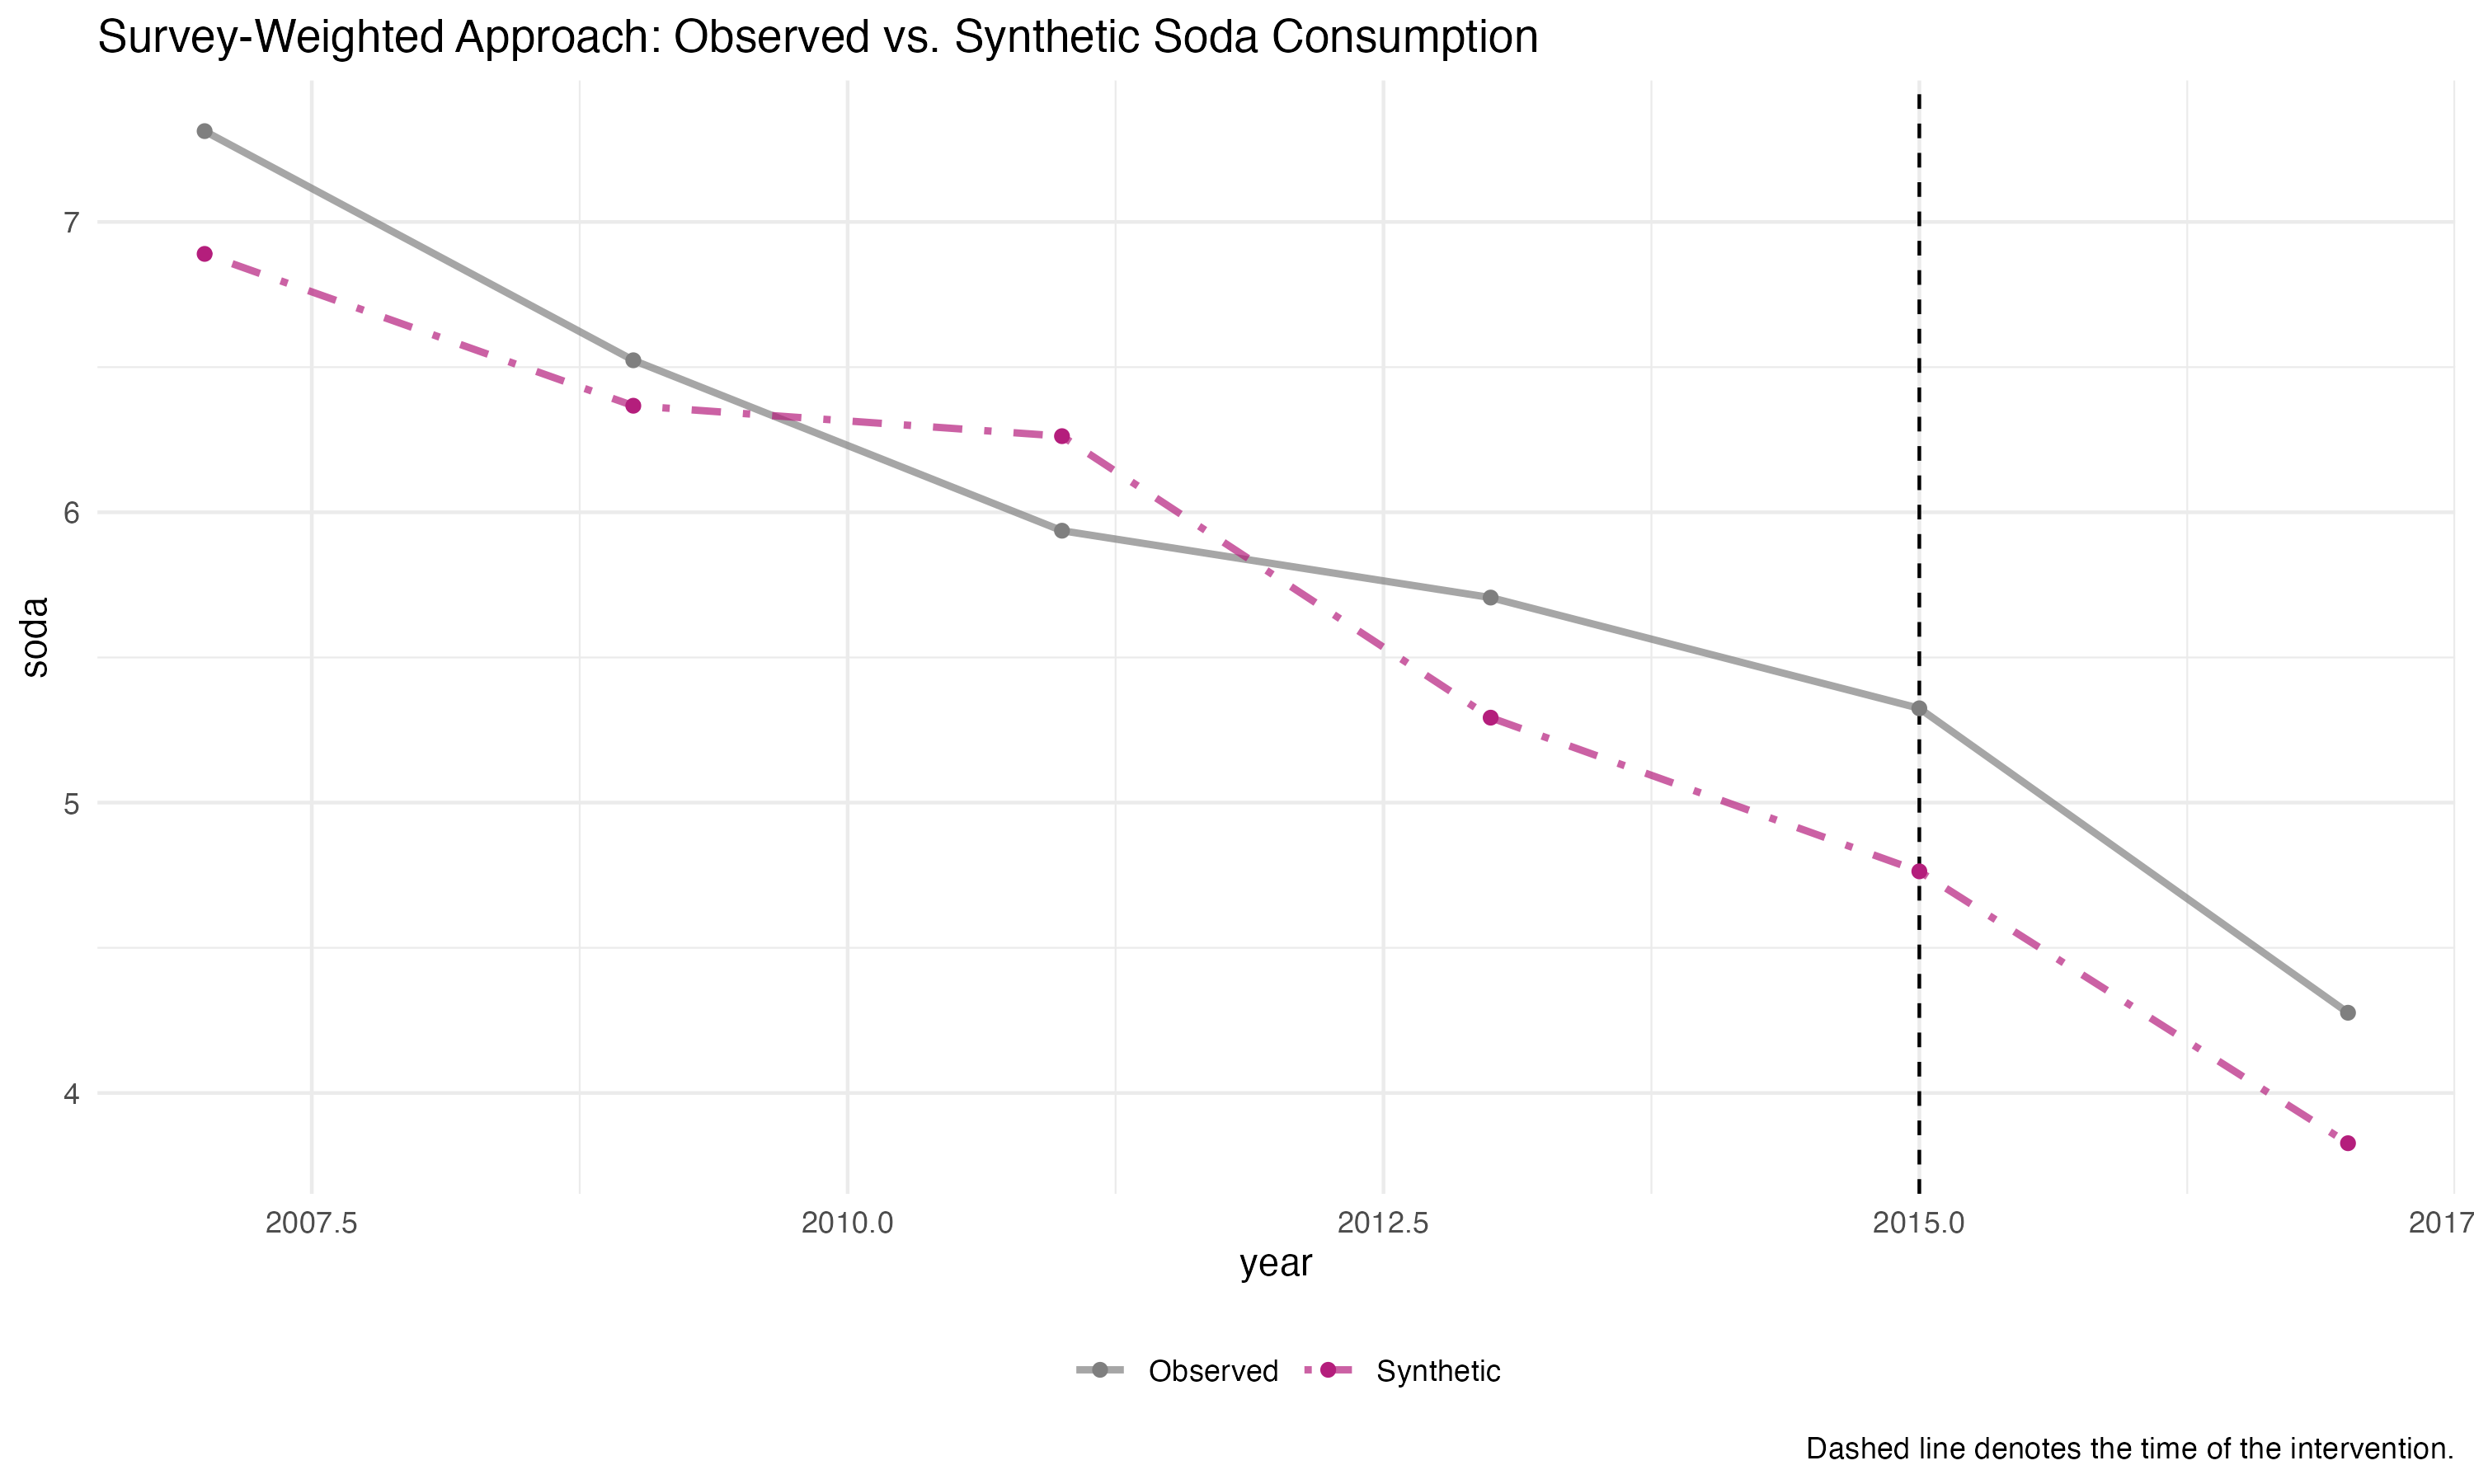 Survey-Weighted Approach: Observed vs. Synthetic Soda Consumption
7
6
5
4
soda
2007.5
2010.0
2012.5
2015.0
2017
year
Observed
Synthetic
Dashed line denotes the time of the intervention.